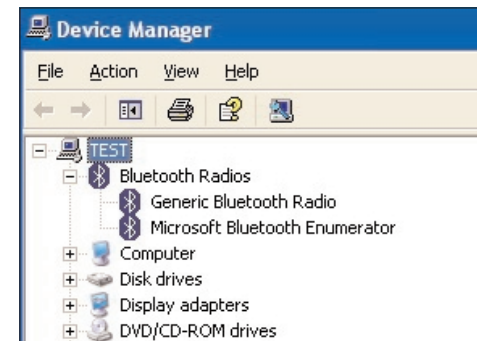 Device Manager
File Action View Help
TEST
Bluetooth Radios
Generic Bluetooth Radio
Microsoft Bluetooth Enumerator
Computer
Disk drives
Display adapters
DVD/CD-ROM drives